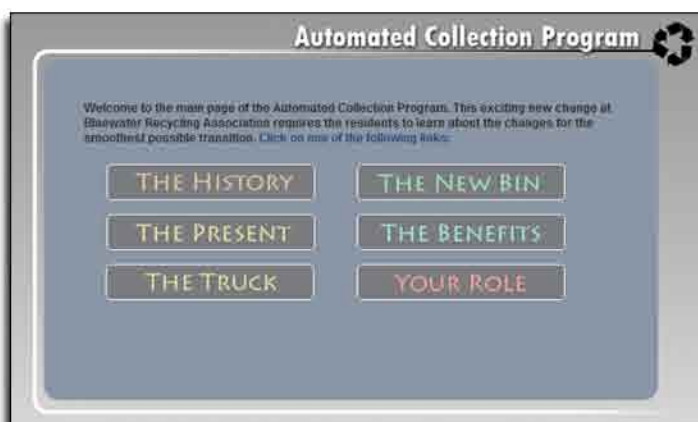 Automated Collection Program
Welcome to the main page of the Automated Collection Program. This exciting new change at
Bluewater Recycling Association requires the residents to learn about the changes for the
smoothest possible transition. Click on one of the following links:
THE HISTORY
THE NEW BIN
THE PRESENT
THE BENEFITS
THE TRUCK
YOUR ROLE